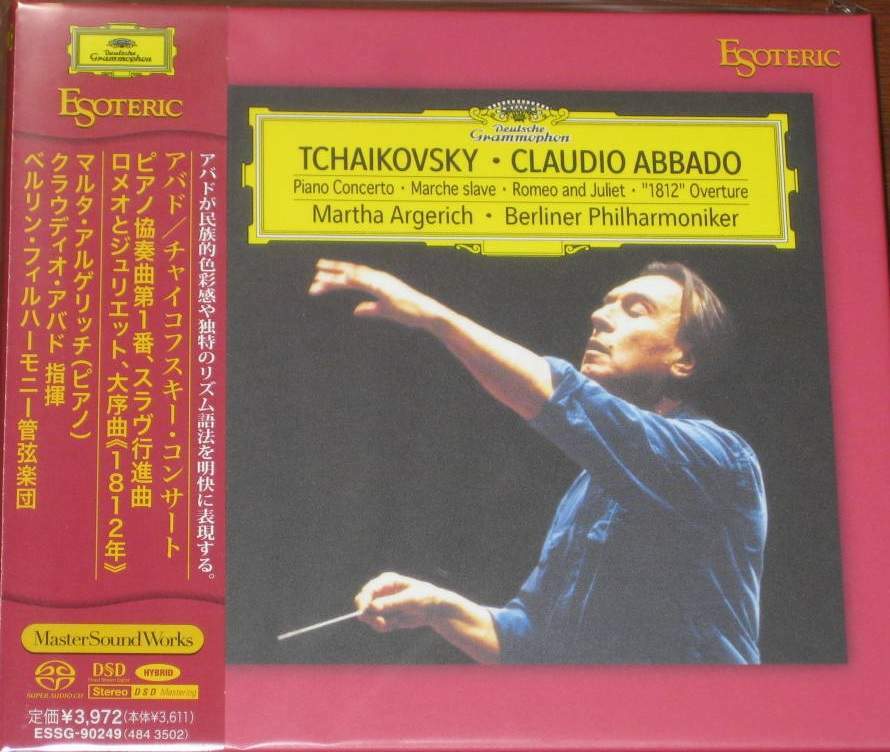 Deutsche
Grammophon
ESOTERIC
アバドが民族的色彩感や独特のリズム語法を明快に表現する。
アバド／チャイコフスキー・コンサート
ピアノ協奏曲第1番、スラヴ行進曲
ロメオとジュリエット、大序曲《1812年》
マルタ・アルゲリッチ(ピアノ)
クラウディオ・アバド 指揮
ベルリン・フィルハーモニー管弦楽団
MasterSoundWorks
SUPER AUDIO CD
DSD
Direct Stream Digital
HYBRID
Stereo DSD Mastering
定価¥3,972(本体¥3,611)
ESSG-90249(484 3502)
ESOTERIC
Deutsche
Grammophon
TCHAIKOVSKY • CLAUDIO ABBADO
Piano Concerto • Marche slave • Romeo and Juliet • "1812" Overture
Martha Argerich • Berliner Philharmoniker